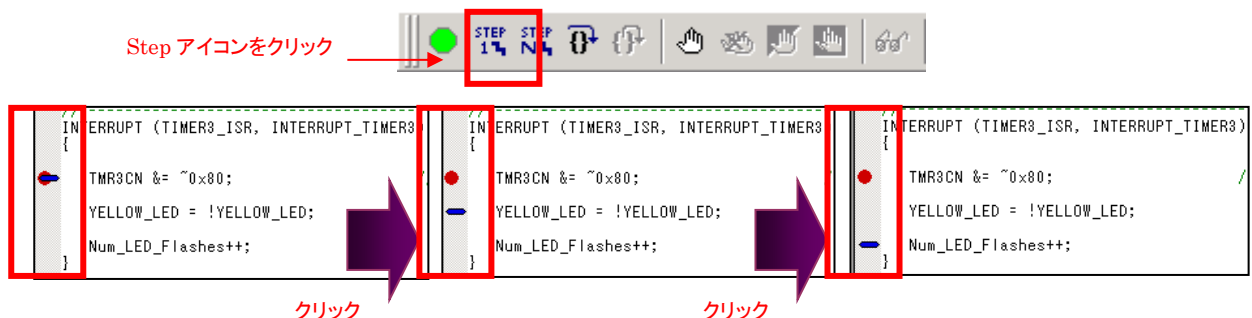 Step アイコンをクリック
STEP 1 STEP N
//
INTERRUPT (TIMER3_ISR, INTERRUPT_TIMER3)
{
TMR3CN &= ~0x80; /
YELLOW_LED = !YELLOW_LED;
Num_LED_Flashes++;
}
クリック
//
INTERRUPT (TIMER3_ISR, INTERRUPT_TIMER3
{
TMR3CN &= ~0x80; /
YELLOW_LED = !YELLOW_LED;
Num_LED_Flashes++;
}
クリック
//
INTERRUPT (TIMER3_ISR, INTERRUPT_TIMER3)
{
TMR3CN &= ~0x80; /
YELLOW_LED = !YELLOW_LED;
Num_LED_Flashes++;
}